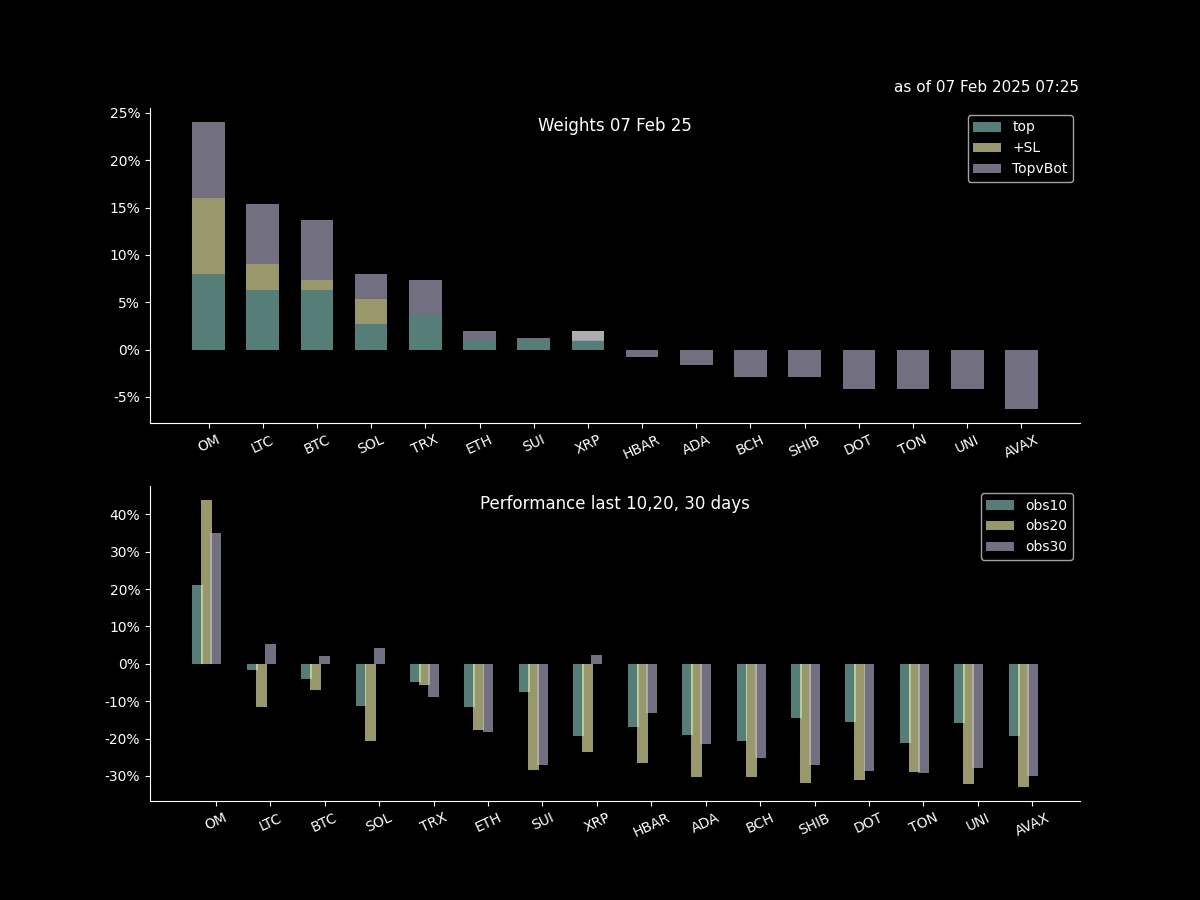 as of 07 Feb 2025 07:25
Weights 07 Feb 25
top
+SL
TopvBot
25%
20%
15%
10%
5%
0%
-5%
OM LTC BTC SOL TRX ETH SUI XRP HBAR ADA BCH SHIB DOT TON UNI AVAX
Performance last 10,20, 30 days
obs10
obs20
obs30
40%
30%
20%
10%
0%
-10%
-20%
-30%
OM LTC BTC SOL TRX ETH SUI XRP HBAR ADA BCH SHIB DOT TON UNI AVAX